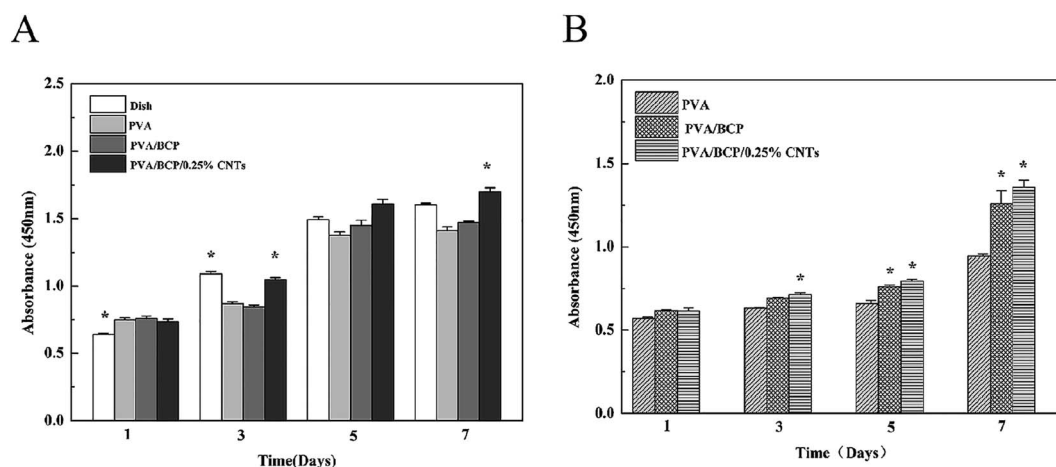 A
2.5
2.0
1.5
1.0
0.5
0.0
Absorbance (450nm)
Dish
PVA
PVA/BCP
PVA/BCP/0.25% CNTs
*
*
*
*
1 3 5 7
Time(Days)
B
2.0
1.5
1.0
0.5
0.0
Absorbance (450nm)
PVA
PVA/BCP
PVA/BCP/0.25% CNTs
*
*
*
*
*
1 3 5 7
Time（Days）